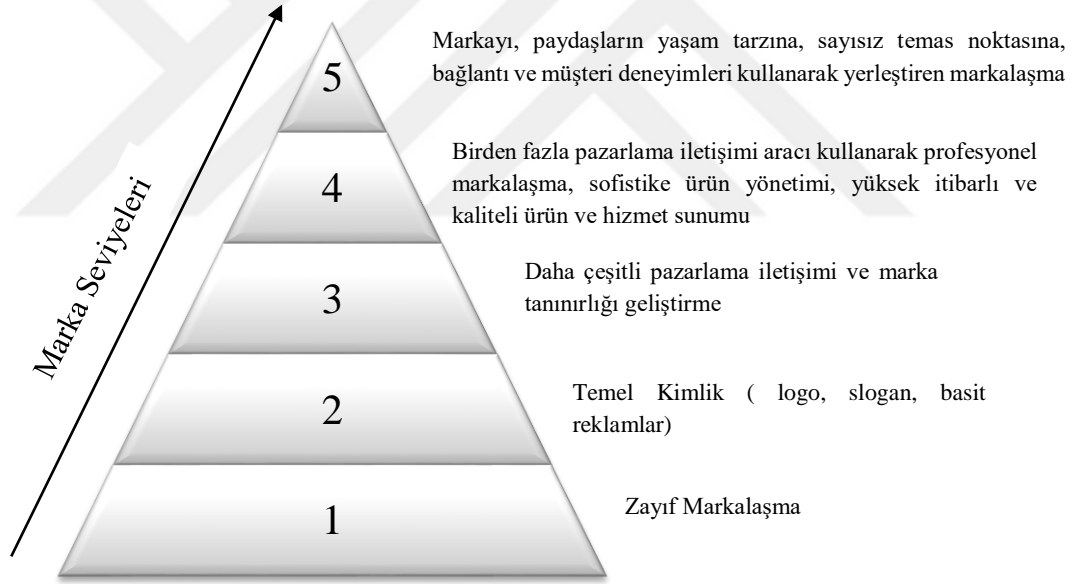 5
Markayı, paydaşların yaşam tarzına, sayısız temas noktasına,
bağlantı ve müşteri deneyimleri kullanarak yerleştiren markalaşma
4
Birden fazla pazarlama iletişimi aracı kullanarak profesyonel
markalaşma, sofistike ürün yönetimi, yüksek itibarlı ve
kaliteli ürün ve hizmet sunumu
Marka Seviyeleri
3
Daha çeşitli pazarlama iletişimi ve marka
tanınırlığı geliştirme
2
Temel Kimlik ( logo, slogan, basit
reklamlar)
1
Zayıf Markalaşma